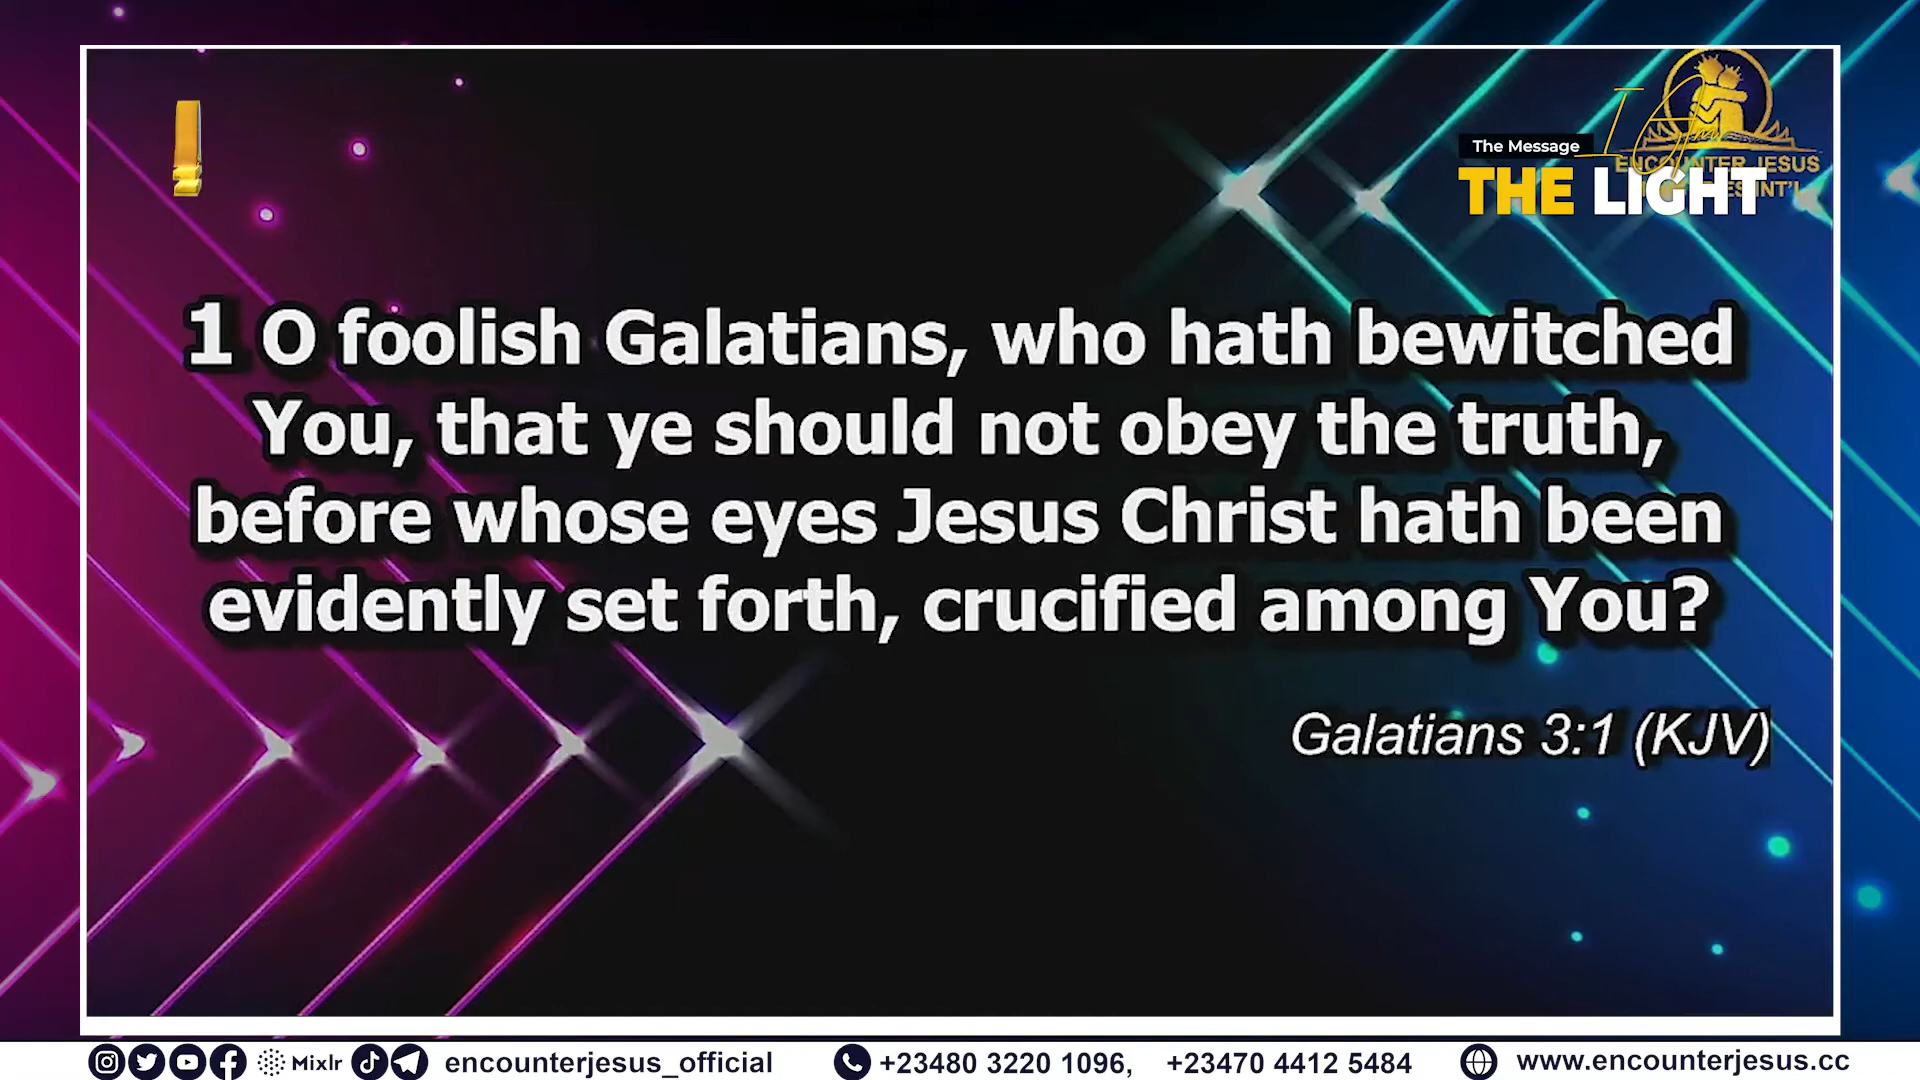 The Message
I Am
THE LIGHT
ENCOUNTER JESUS
INT'L
1 O foolish Galatians, who hath bewitched
You, that ye should not obey the truth,
before whose eyes Jesus Christ hath been
evidently set forth, crucified among You?
Galatians 3:1 (KJV)
Mixlr encounterjesus_official +23480 3220 1096, +23470 4412 5484 www.encounterjesus.cc